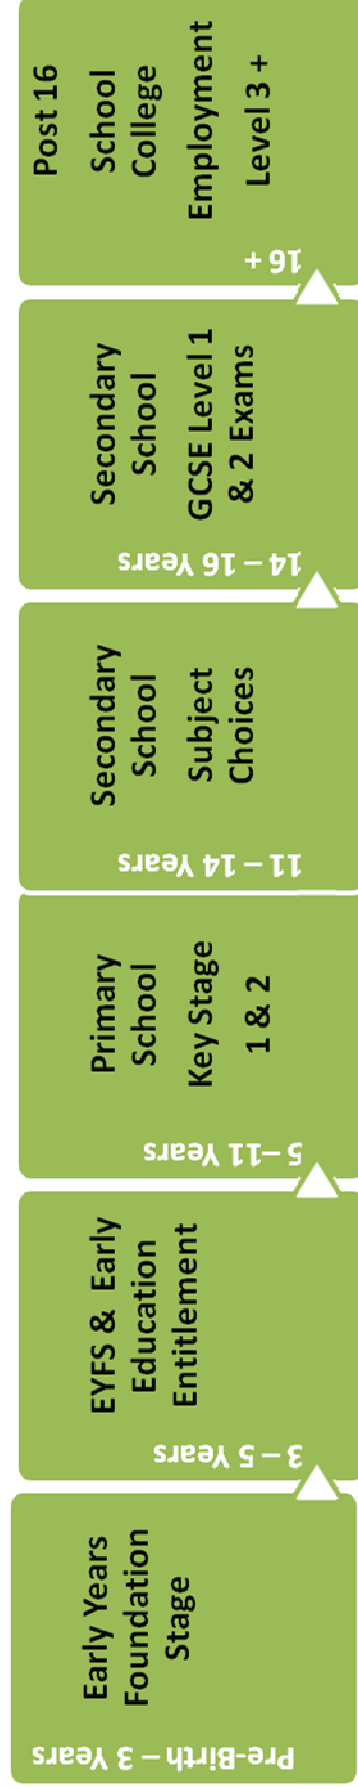 Pre-Birth – 3 Years
Early Years
Foundation
Stage
3 – 5 Years
EYFS & Early
Education
Entitlement
5 –11 Years
Primary
School
Key Stage
1 & 2
11 – 14 Years
Secondary
School
Subject
Choices
14 – 16 Years
Secondary
School
GCSE Level 1
& 2 Exams
16 +
Post 16
School
College
Employment
Level 3 +